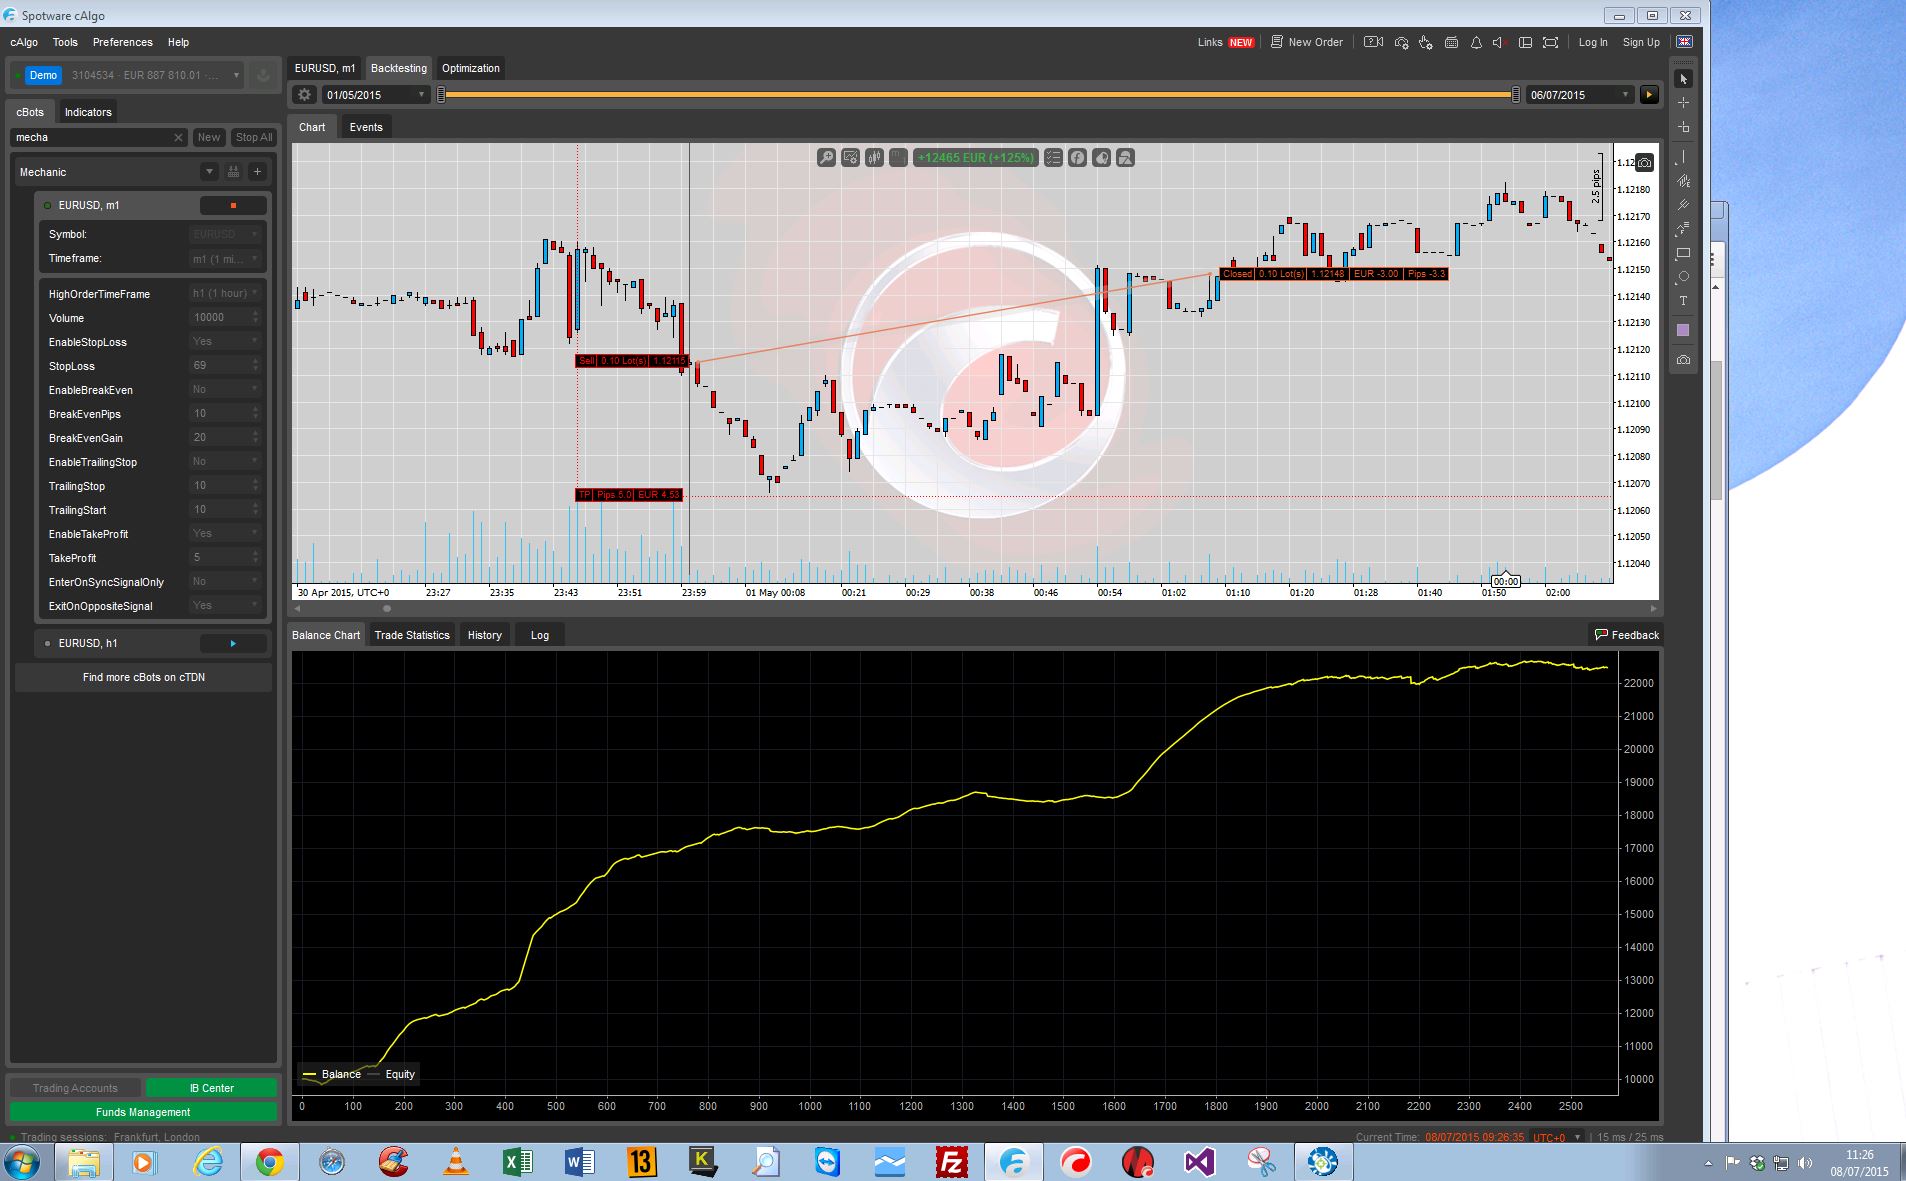 Spotware cAlgo
cAlgo Tools Preferences Help
Links NEW New Order Log In Sign Up
Demo 3104534 · EUR 887 810.01 ·...
EURUSD, m1 Backtesting Optimization
01/05/2015 06/07/2015
cBots Indicators
Chart Events
mecha New Stop All
Mechanic
EURUSD, m1
Symbol: EURUSD
Timeframe: m1 (1 mi...
HighOrderTimeFrame h1 (1 hour)
Volume 10000
EnableStopLoss Yes
StopLoss 69
EnableBreakEven No
BreakEvenPips 10
BreakEvenGain 20
EnableTrailingStop No
TrailingStop 10
TrailingStart 10
EnableTakeProfit Yes
TakeProfit 5
EnterOnSyncSignalOnly No
ExitOnOppositeSignal Yes
EURUSD, h1
Find more cBots on cTDN
+12465 EUR (+125%)
2.5 pips
1.12
1.12180
1.12170
1.12160
1.12150
1.12140
1.12130
1.12120
1.12110
1.12100
1.12090
1.12080
1.12070
1.12060
1.12050
1.12040
Closed 0.10 Lot(s) 1.12148 EUR -3.00 Pips -3.3
Sell 0.10 Lot(s) 1.12115
TP Pips 5.0 EUR 4.53
00:00
30 Apr 2015, UTC+0 23:27 23:35 23:43 23:51 23:59 01 May 00:08 00:21 00:29 00:38 00:46 00:54 01:02 01:10 01:20 01:28 01:40 01:50 02:00
Balance Chart Trade Statistics History Log Feedback
22000
21000
20000
19000
18000
17000
16000
15000
14000
13000
12000
11000
10000
Balance Equity
0 100 200 300 400 500 600 700 800 900 1000 1100 1200 1300 1400 1500 1600 1700 1800 1900 2000 2100 2200 2300 2400 2500
Trading Accounts IB Center
Funds Management
Trading sessions: Frankfurt, London
Current Time: 08/07/2015 09:26:35 UTC+0 15 ms / 25 ms
13
K
Fz
11:26
08/07/2015